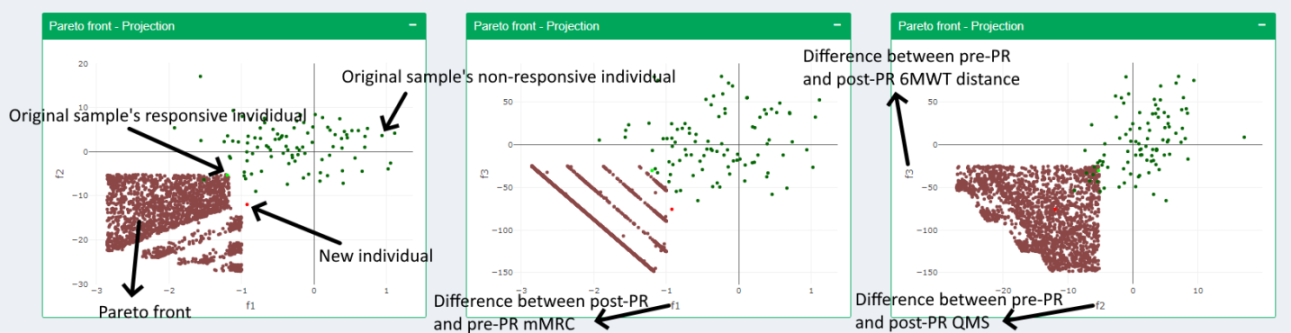 Pareto front - Projection
Original sample's non-responsive individual
Original sample's responsive invididual
20
10
0
−10
−20
−30
f2
−3
−2
−1
0
1
f1
New individual
Pareto front
Pareto front - Projection
50
0
−50
−100
−150
f3
−3
−2
−1
0
1
f1
Difference between post-PR
and pre-PR mMRC
Pareto front - Projection
Difference between pre-PR
and post-PR 6MWT distance
50
0
−50
−100
−150
f3
−20
−10
0
10
f2
Difference between pre-PR
and post-PR QMS